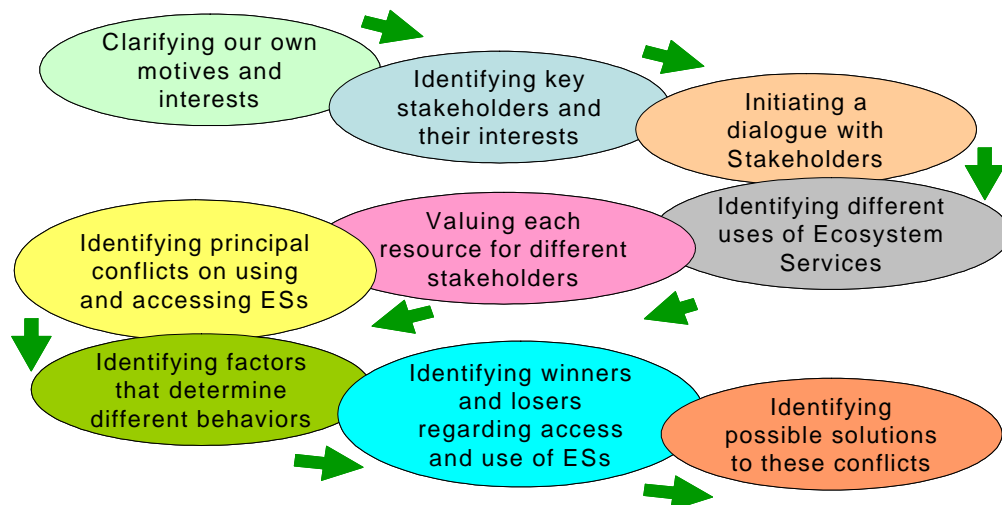 Clarifying our own
motives and
interests
Identifying key
stakeholders and
their interests
Initiating a
dialogue with
Stakeholders
Identifying different
uses of Ecosystem
Services
Valuing each
resource for different
stakeholders
Identifying principal
conflicts on using
and accessing ESs
Identifying factors
that determine
different behaviors
Identifying winners
and losers
regarding access
and use of ESs
Identifying
possible solutions
to these conflicts